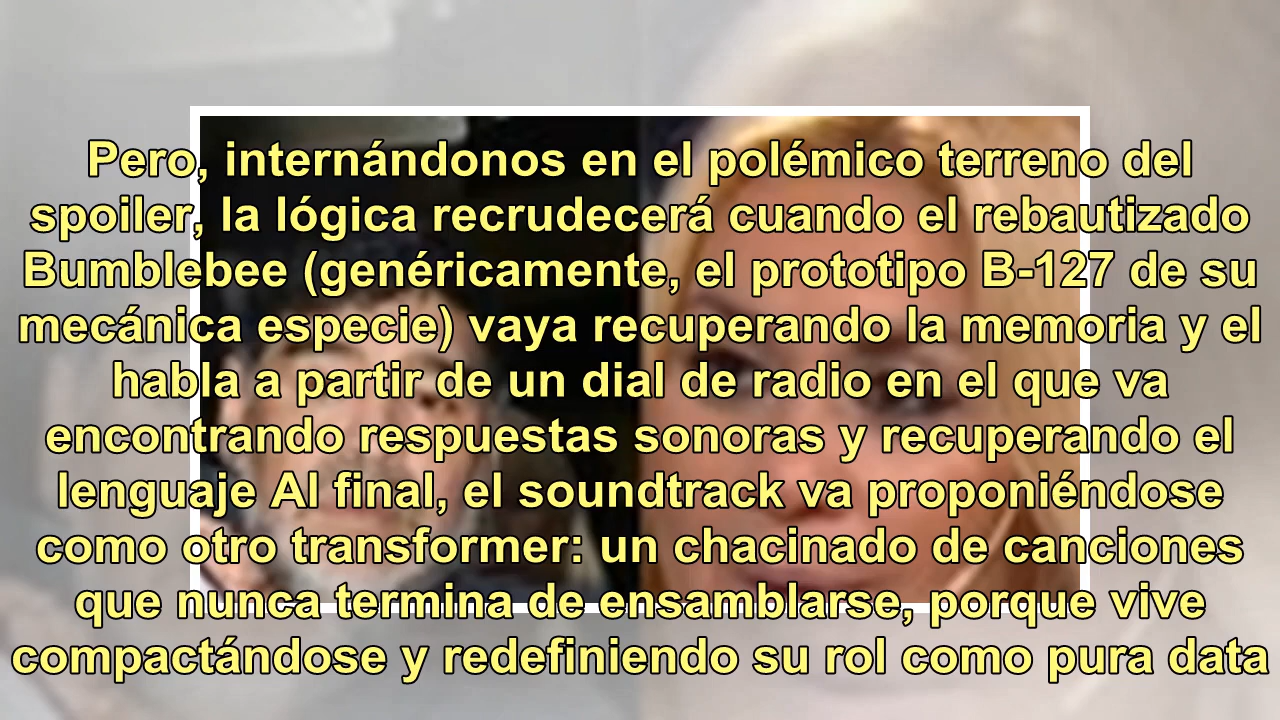 Pero, internándonos en el polémico terreno del
spoiler, la lógica recrudecerá cuando el rebautizado
Bumblebee (genéricamente, el prototipo B-127 de su
mecánica especie) vaya recuperando la memoria y el
habla a partir de un dial de radio en el que va
encontrando respuestas sonoras y recuperando el
lenguaje Al final, el soundtrack va proponiéndose
como otro transformer: un chacinado de canciones
que nunca termina de ensamblarse, porque vive
compactándose y redefiniendo su rol como pura data